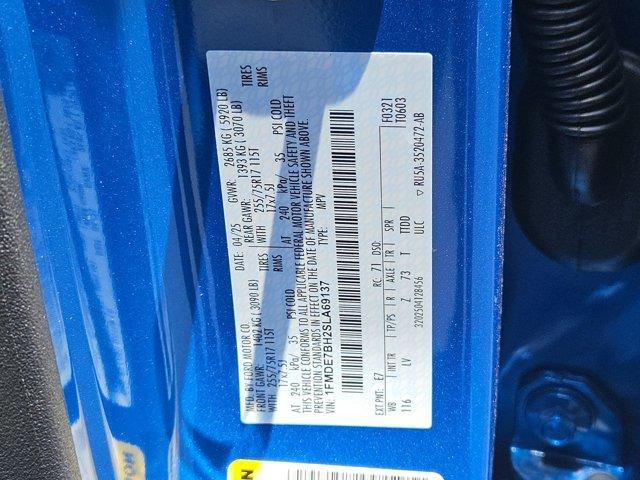 MFD. BY FORD MOTOR CO.
DATE: 04/25 GVWR: 2685 KG ( 5920 LB)
FRONT GAWR: 1402 KG (3090 LB) REAR GAWR: 1393 KG ( 3070 LB)
WITH 255/75R17 115T TIRES WITH 255/75R17 115T TIRES
17x7.5J RIMS 17x7.5J RIMS
AT 240 kPa/ 35 PSI COLD AT 240 kPa/ 35 PSI COLD
THIS VEHICLE CONFORMS TO ALL APPLICABLE FEDERAL MOTOR VEHICLE SAFETY AND THEFT
PREVENTION STANDARDS IN EFFECT ON THE DATE OF MANUFACTURE SHOWN ABOVE.
VIN: 1FMDE7BH2SLA69137 TYPE: MPV
F0321
T0603
EXT PNT: E7 RC: 71 DSO:
WB INT TR TP/PS R AXLE TR SPR
116 LV Z 73 T TTDD
3202504128456 ULC
RU5A-3520472-AB
N